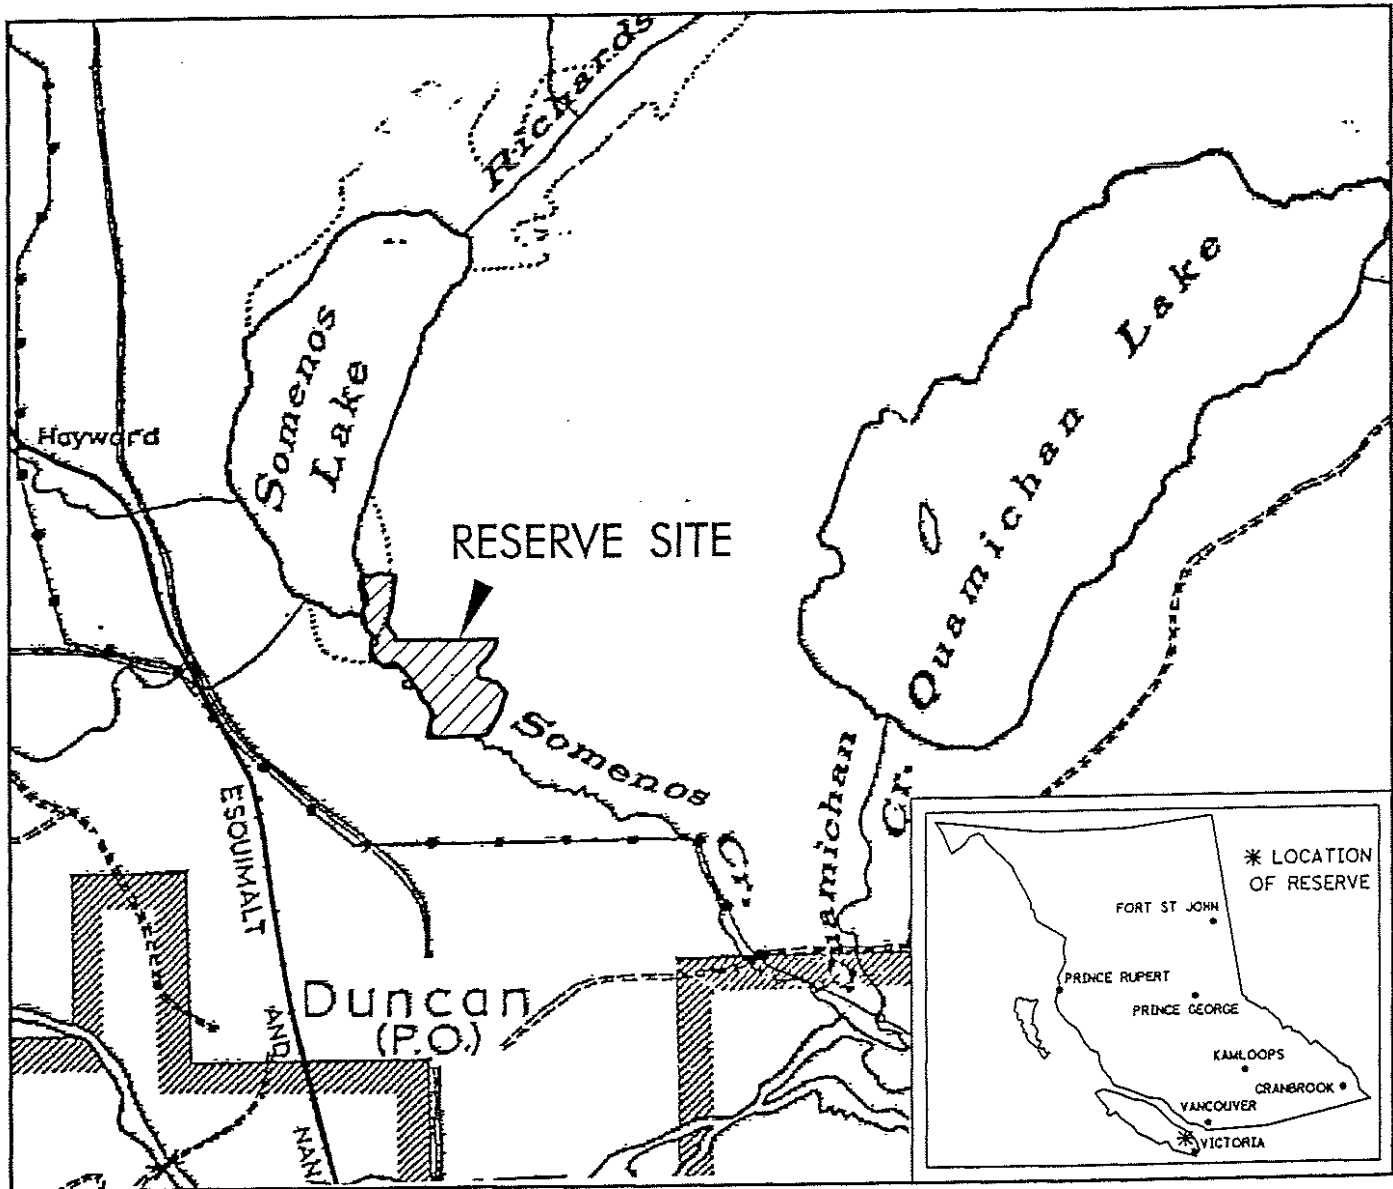 Richards
Somenos
Lake
Quamichan Lake
Hayward
RESERVE SITE
Somenos Cr.
Quamichan
Cr.
ESQUIMALT AND NAN
Duncan
(P.O.)
LOCATION
OF RESERVE
FORT ST JOHN
PRINCE RUPERT
PRINCE GEORGE
KAMLOOPS
CRANBROOK
VANCOUVER
VICTORIA